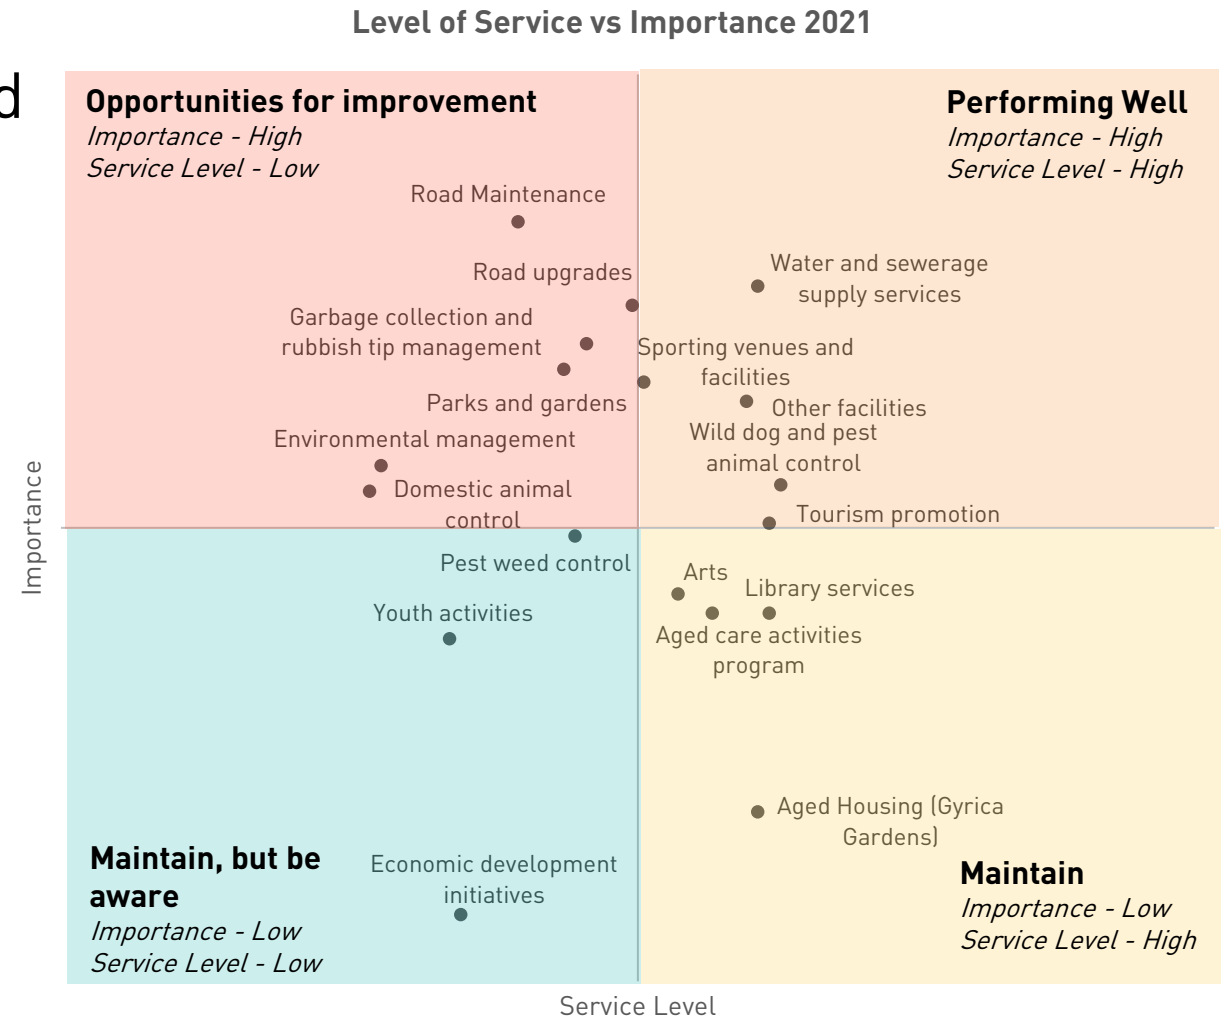 Level of Service vs Importance 2021
d
Opportunities for improvement
Importance - High
Service Level - Low
Performing Well
Importance - High
Service Level - High
Road Maintenance
Road upgrades
Water and sewerage
supply services
Garbage collection and
rubbish tip management
Sporting venues and
facilities
Parks and gardens
Other facilities
Environmental management
Wild dog and pest
animal control
Domestic animal
control
Tourism promotion
Importance
Pest weed control
Arts
Library services
Youth activities
Aged care activities
program
Aged Housing (Gyrica
Gardens)
Maintain, but be
aware
Importance - Low
Service Level - Low
Economic development
initiatives
Maintain
Importance - Low
Service Level - High
Service Level